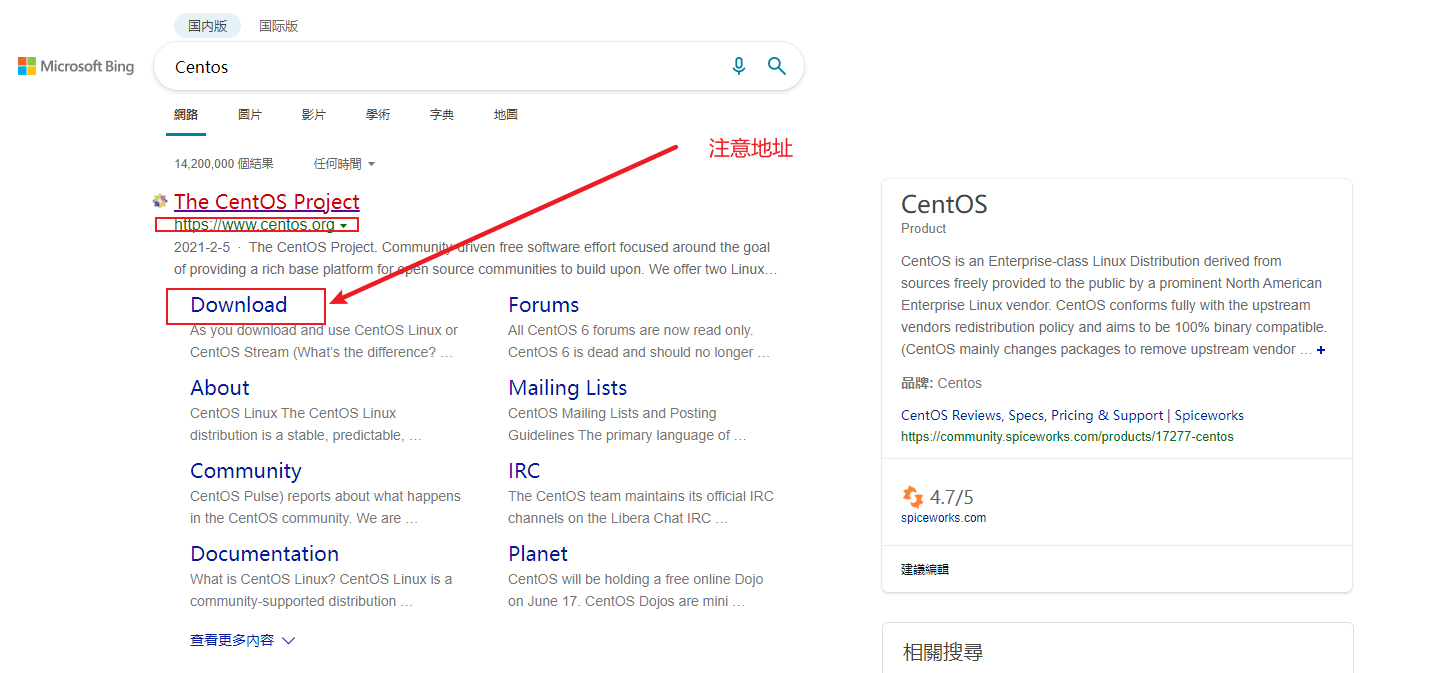 国内版 国际版
Microsoft Bing
Centos
網路 圖片 影片 學術 字典 地圖
注意地址
14,200,000 個結果 任何時間
The CentOS Project
https://www.centos.org
2021-2-5 · The CentOS Project. Community-driven free software effort focused around the goal
of providing a rich base platform for open source communities to build upon. We offer two Linux…
Download
As you download and use CentOS Linux or
CentOS Stream (What’s the difference? …
Forums
All CentOS 6 forums are now read only.
CentOS 6 is dead and should no longer …
About
CentOS Linux The CentOS Linux
distribution is a stable, predictable, …
Mailing Lists
CentOS Mailing Lists and Posting
Guidelines The primary language of …
Community
CentOS Pulse) reports about what happens
in the CentOS community. We are …
IRC
The CentOS team maintains its official IRC
channels on the Libera Chat IRC …
Documentation
What is CentOS Linux? CentOS Linux is a
community-supported distribution …
Planet
CentOS will be holding a free online Dojo
on June 17. CentOS Dojos are mini …
查看更多内容
CentOS
Product
CentOS is an Enterprise-class Linux Distribution derived from
sources freely provided to the public by a prominent North American
Enterprise Linux vendor. CentOS conforms fully with the upstream
vendors redistribution policy and aims to be 100% binary compatible.
(CentOS mainly changes packages to remove upstream vendor … +
品牌: Centos
CentOS Reviews, Specs, Pricing & Support | Spiceworks
https://community.spiceworks.com/products/17277-centos
4.7/5
spiceworks.com
建議編輯
相關搜尋